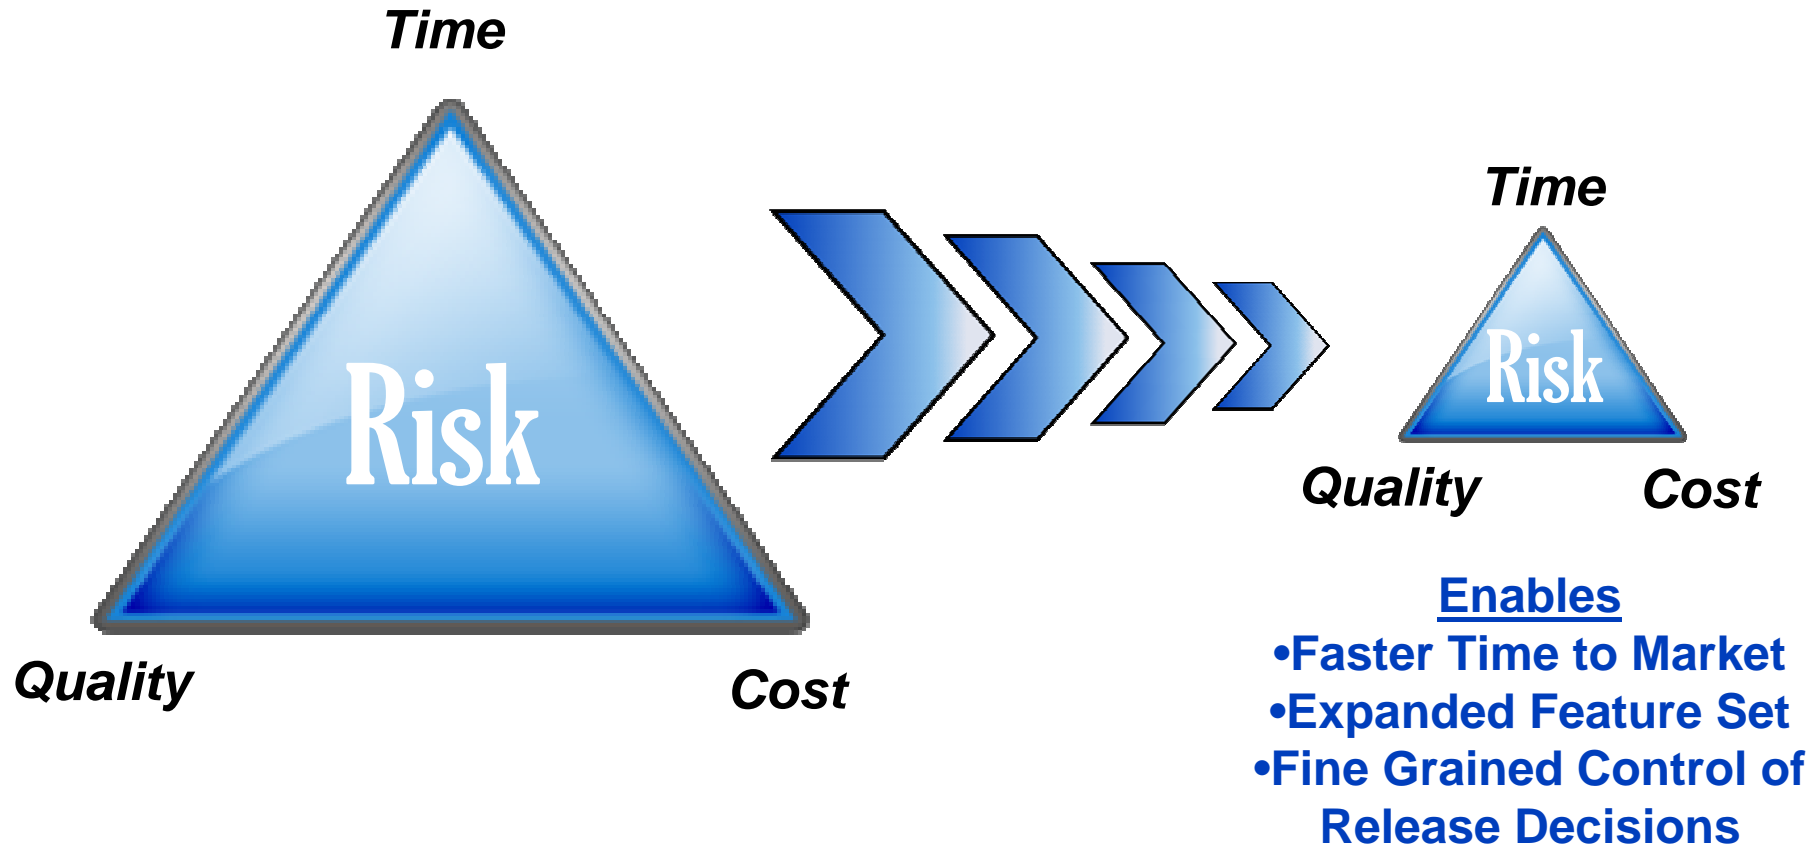 Time
Risk
Quality
Cost
Time
Risk
Quality
Cost
Enables
•Faster Time to Market
•Expanded Feature Set
•Fine Grained Control of
Release Decisions